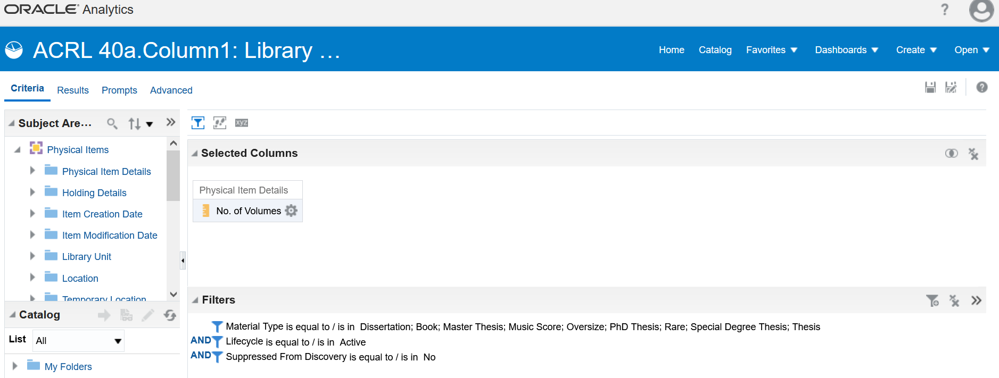 ORACLE® Analytics
?
ACRL 40a.Column1: Library ...
Home Catalog Favorites Dashboards Create Open
Criteria Results Prompts Advanced
?
Subject Are...
Physical Items
Physical Item Details
Holding Details
Item Creation Date
Item Modification Date
Library Unit
Location
Temporary Location
Catalog
List All
My Folders
xyz
Selected Columns
Physical Item Details
No. of Volumes
Filters
Material Type is equal to / is in Dissertation; Book; Master Thesis; Music Score; Oversize; PhD Thesis; Rare; Special Degree Thesis; Thesis
AND Lifecycle is equal to / is in Active
AND Suppressed From Discovery is equal to / is in No